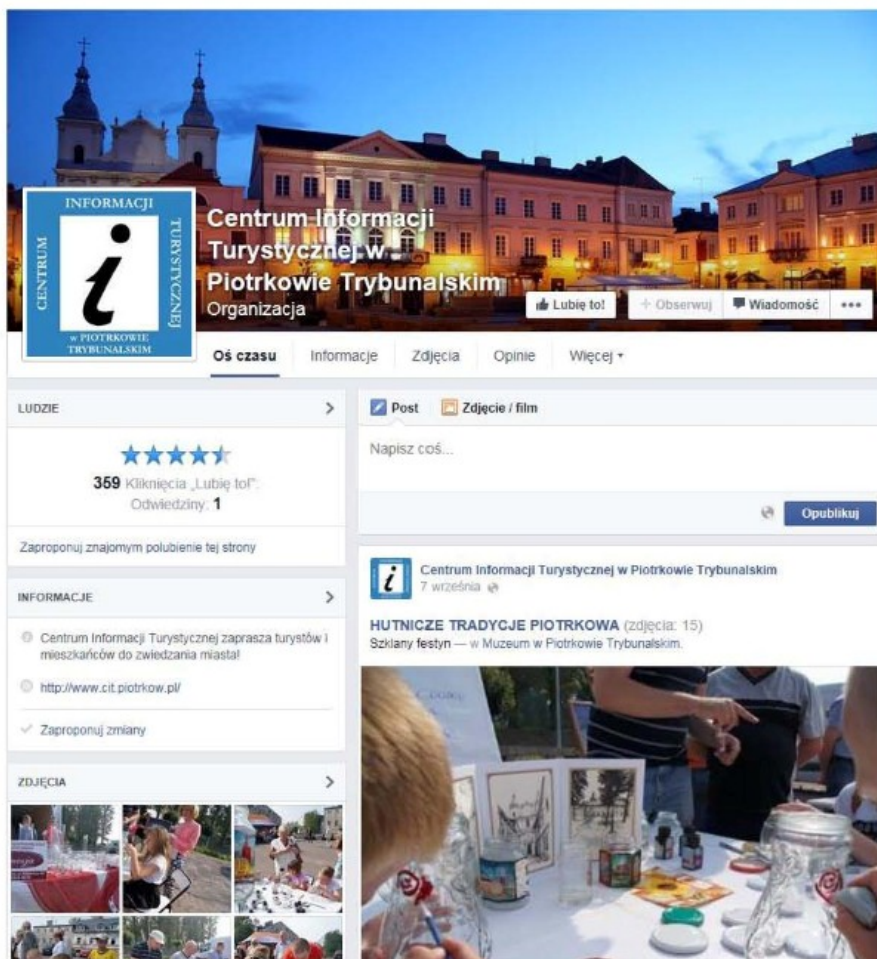 INFORMACJI
CENTRUM
TURYSTYCZNEJ
i
w PIOTRKOWIE
TRYBUNALSKIM
Centrum Informacji
Turystycznej w
Piotrkowie Trybunalskim
Organizacja
Lubię to!
+ Obserwuj
Wiadomość
Oś czasu Informacje Zdjęcia Opinie Więcej
LUDZIE
359 Kliknięcia „Lubię to!":
Odwiedziny: 1
Zaproponuj znajomym polubienie tej strony
INFORMACJE
Centrum Informacji Turystycznej zaprasza turystów i
mieszkańców do zwiedzania miasta!
http://www.cit.piotrkow.pl/
Zaproponuj zmiany
ZDJĘCIA
Post Zdjęcie / film
Napisz coś...
Opublikuj
Centrum Informacji Turystycznej w Piotrkowie Trybunalskim
7 września
HUTNICZE TRADYCJE PIOTRKOWA (zdjęcia: 15)
Szklany festyn — w Muzeum w Piotrkowie Trybunalskim.